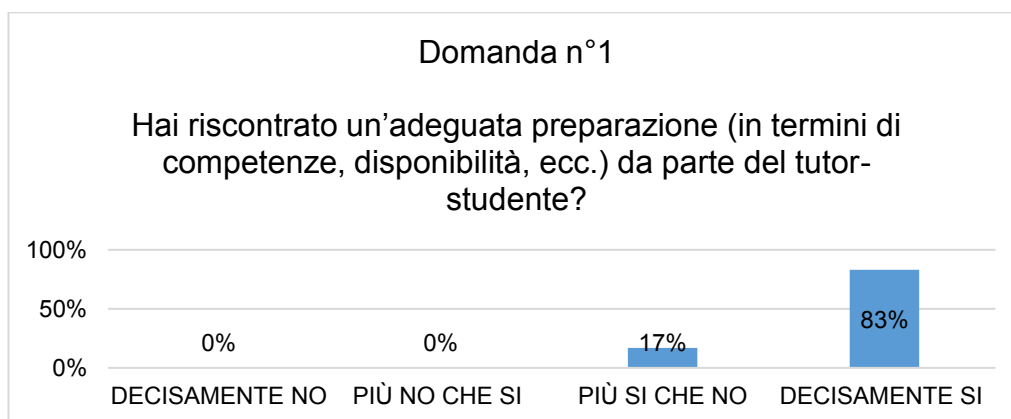 Domanda n°1
Hai riscontrato un'adeguata preparazione (in termini di
competenze, disponibilità, ecc.) da parte del tutor-
studente?
100%
50%
0%
0%
0%
17%
83%
DECISAMENTE NO
PIÙ NO CHE SI
PIÙ SI CHE NO
DECISAMENTE SI